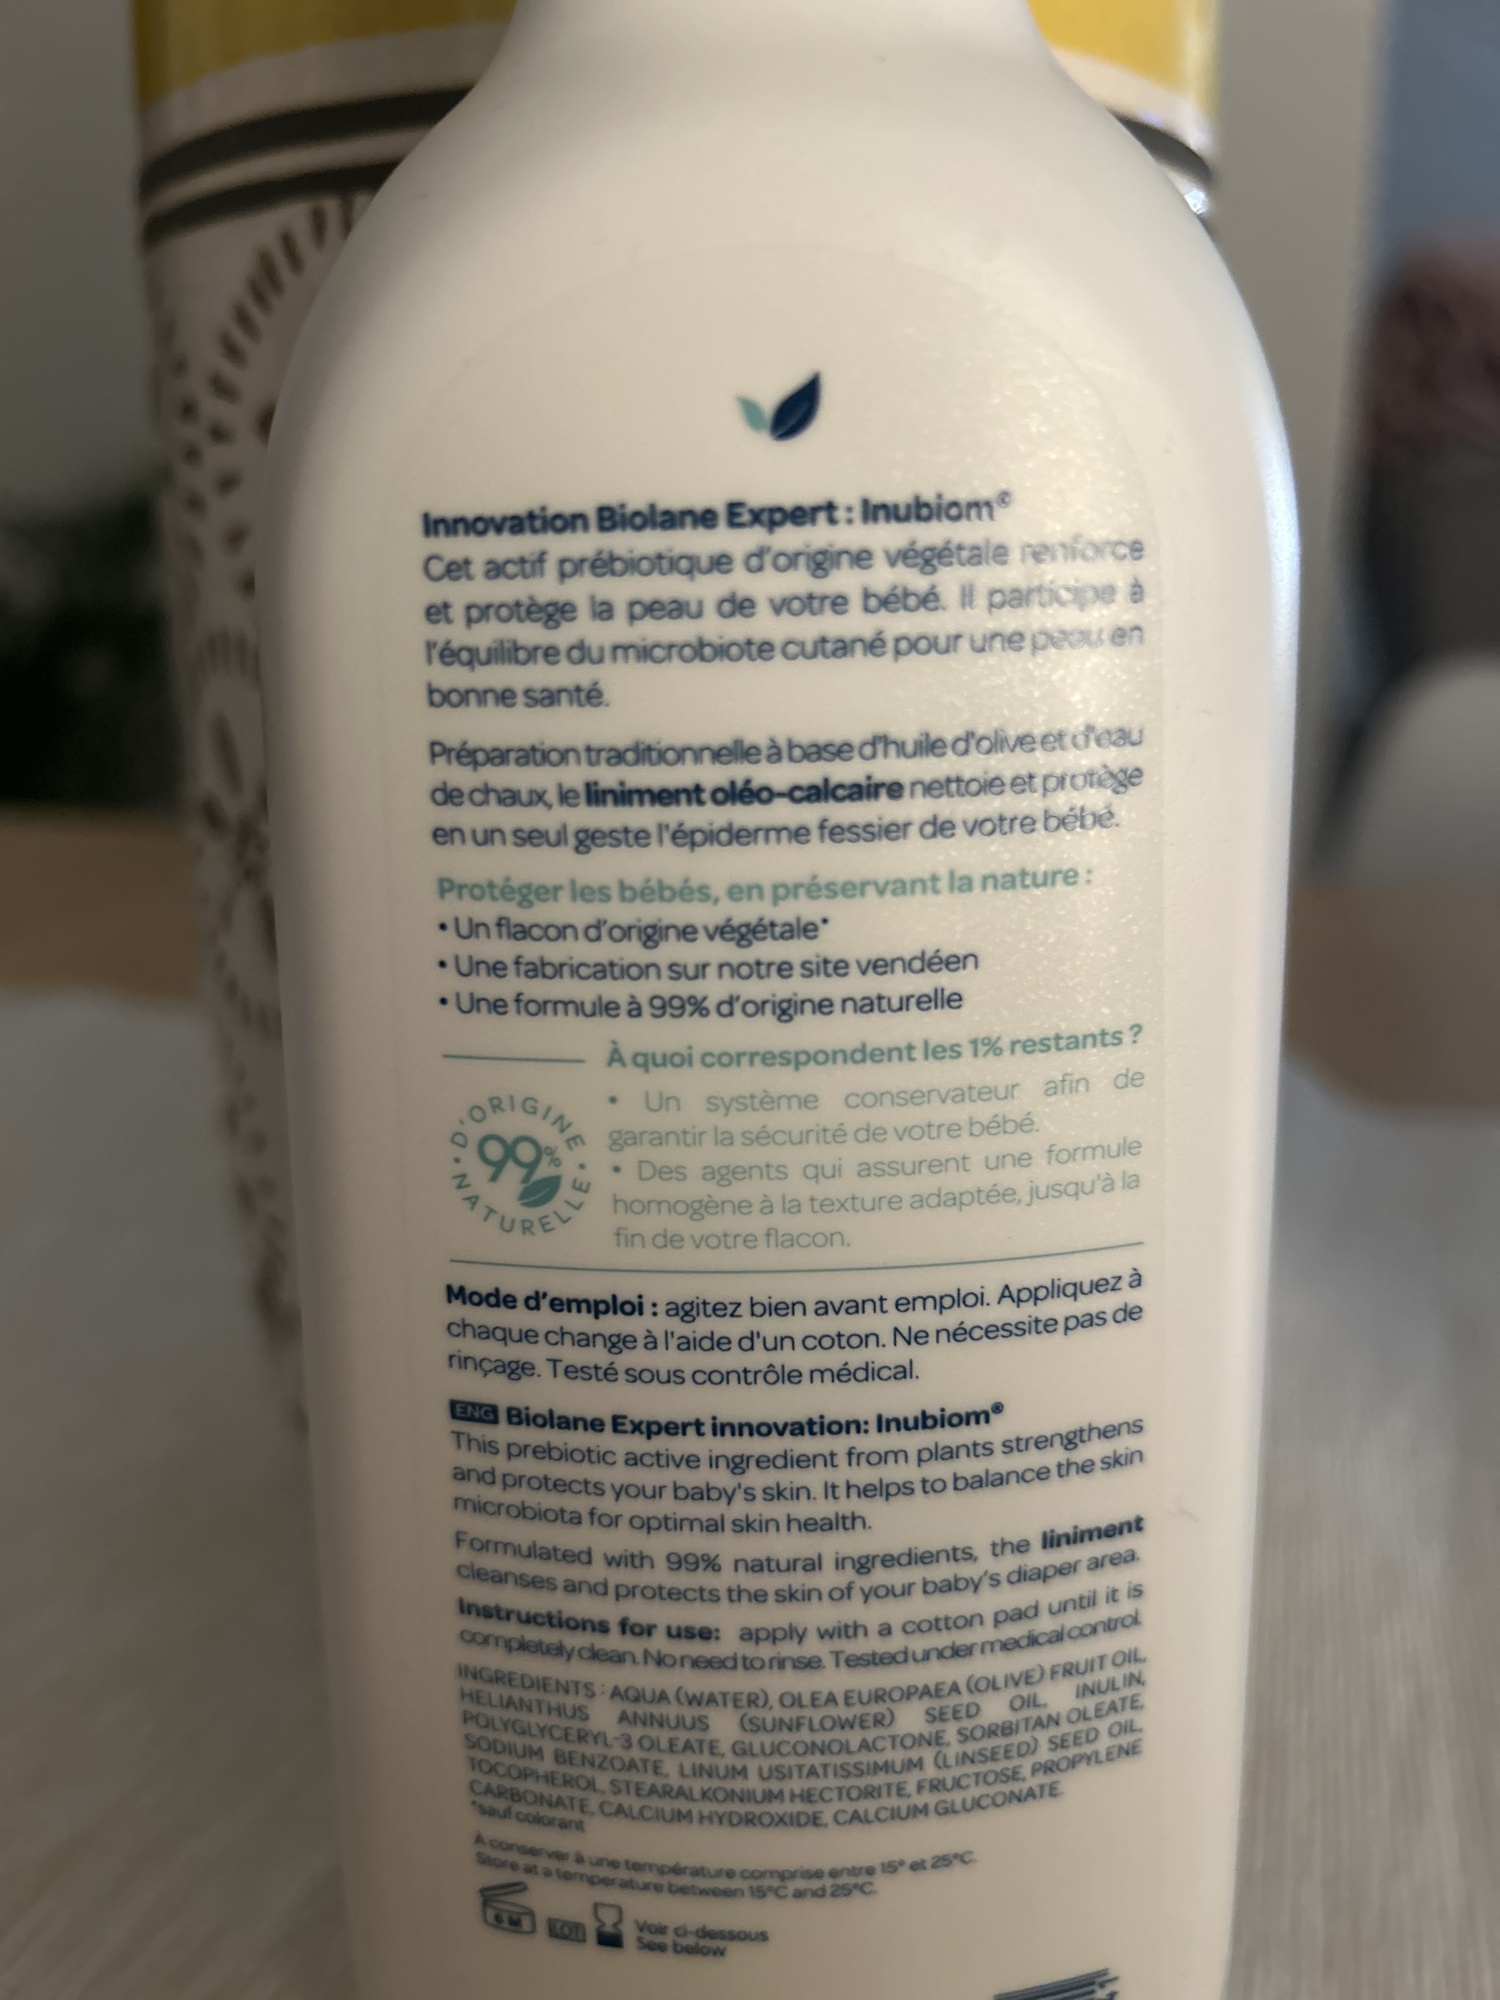 Innovation Biolane Expert : Inubiom®
Cet actif prébiotique d'origine végétale renforce
et protège la peau de votre bébé. Il participe à
l'équilibre du microbiote cutané pour une peau en
bonne santé.
Préparation traditionnelle à base d'huile d'olive et d'eau
de chaux, le liniment oléo-calcaire nettoie et protège
en un seul geste l'épiderme fessier de votre bébé.
Protéger les bébés, en préservant la nature :
• Un flacon d'origine végétale*
• Une fabrication sur notre site vendéen
• Une formule à 99% d'origine naturelle
À quoi correspondent les 1% restants ?
• Un système conservateur afin de
garantir la sécurité de votre bébé.
• Des agents qui assurent une formule
homogène à la texture adaptée, jusqu'à la
fin de votre flacon.
99% D'ORIGINE NATURELLE
Mode d'emploi : agitez bien avant emploi. Appliquez à
chaque change à l'aide d'un coton. Ne nécessite pas de
rinçage. Testé sous contrôle médical.
ENG Biolane Expert innovation: Inubiom®
This prebiotic active ingredient from plants strengthens
and protects your baby's skin. It helps to balance the skin
microbiota for optimal skin health.
Formulated with 99% natural ingredients, the liniment
cleanses and protects the skin of your baby's diaper area.
Instructions for use: apply with a cotton pad until it is
completely clean. No need to rinse. Tested under medical control.
INGREDIENTS : AQUA (WATER), OLEA EUROPAEA (OLIVE) FRUIT OIL,
HELIANTHUS ANNUUS (SUNFLOWER) SEED OIL, INULIN,
POLYGLYCERYL-3 OLEATE, GLUCONOLACTONE, SORBITAN OLEATE,
SODIUM BENZOATE, LINUM USITATISSIMUM (LINSEED) SEED OIL,
TOCOPHEROL, STEARALKONIUM HECTORITE, FRUCTOSE, PROPYLENE
CARBONATE, CALCIUM HYDROXIDE, CALCIUM GLUCONATE.
*sauf colorant
À conserver à une température comprise entre 15° et 25°C.
Store at a temperature between 15°C and 25°C.
6 M LOT Voir ci-dessous
See below